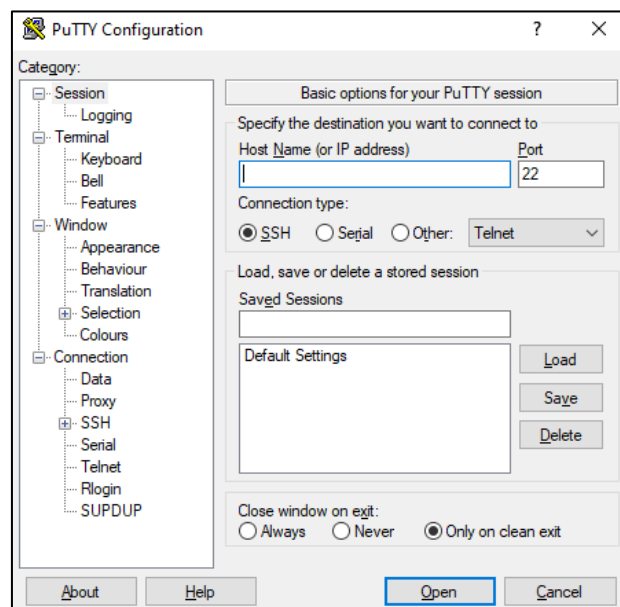 PuTTY Configuration ?
Category:
Session
Logging
Terminal
Keyboard
Bell
Features
Window
Appearance
Behaviour
Translation
Selection
Colours
Connection
Data
Proxy
SSH
Serial
Telnet
Rlogin
SUPDUP
Basic options for your PuTTY session
Specify the destination you want to connect to
Host Name (or IP address) Port
22
Connection type:
SSH Serial Other: Telnet
Load, save or delete a stored session
Saved Sessions
Default Settings
Load
Save
Delete
Close window on exit:
Always Never Only on clean exit
About Help Open Cancel